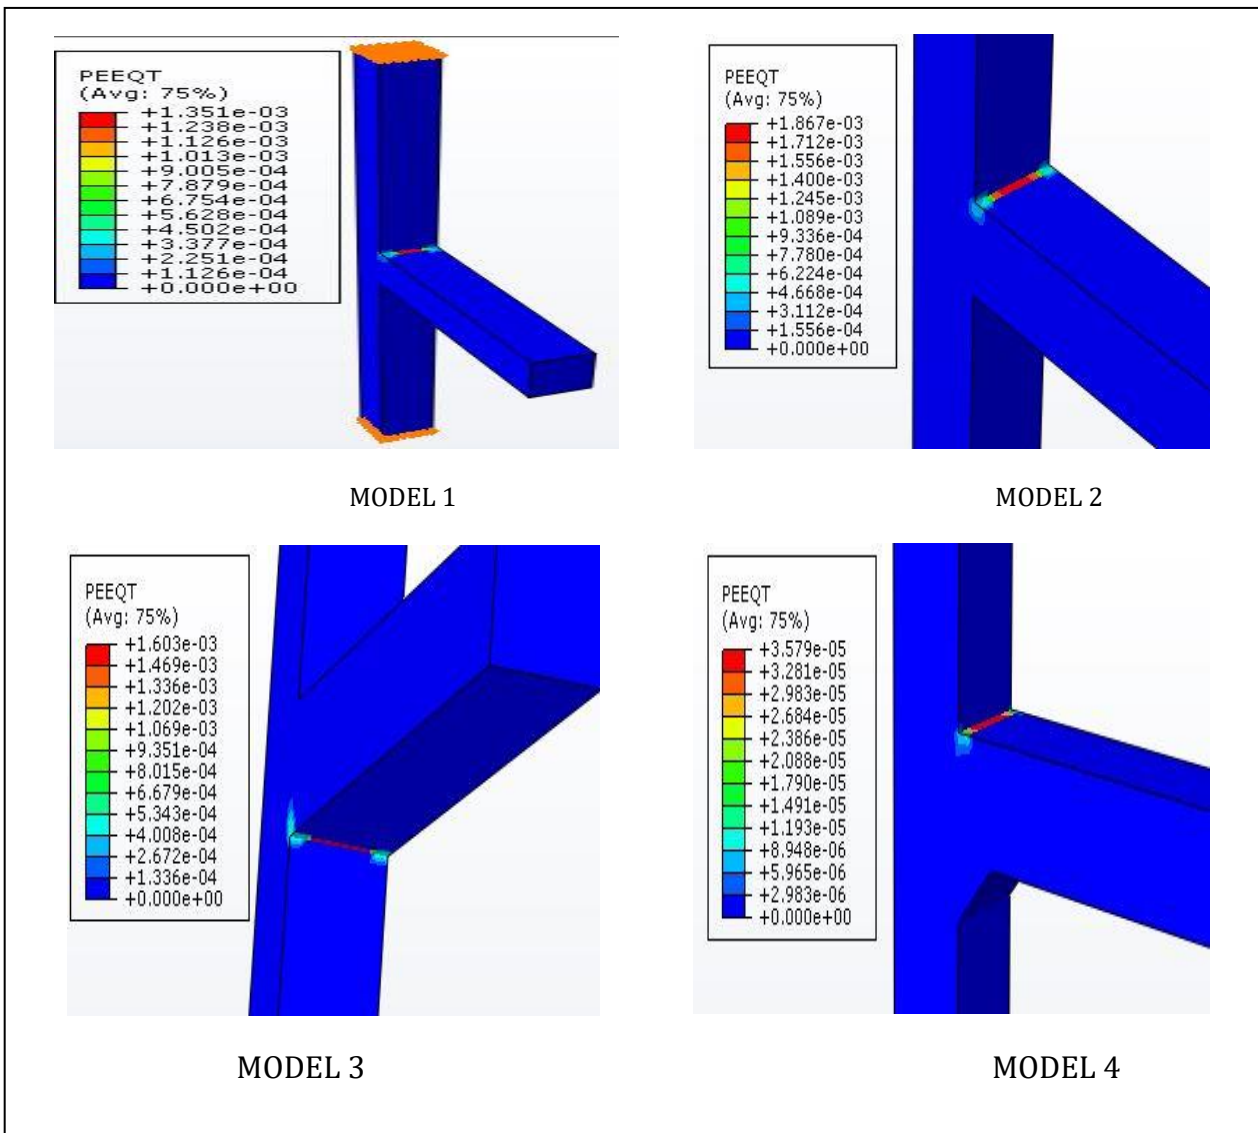 PEEQT
(Avg: 75%)
+1.351e-03
+1.238e-03
+1.126e-03
+1.013e-03
+9.005e-04
+7.879e-04
+6.754e-04
+5.628e-04
+4.502e-04
+3.377e-04
+2.251e-04
+1.126e-04
+0.000e+00
MODEL 1
PEEQT
(Avg: 75%)
+1.867e-03
+1.712e-03
+1.556e-03
+1.400e-03
+1.245e-03
+1.089e-03
+9.336e-04
+7.780e-04
+6.224e-04
+4.668e-04
+3.112e-04
+1.556e-04
+0.000e+00
MODEL 2
PEEQT
(Avg: 75%)
+1.603e-03
+1.469e-03
+1.336e-03
+1.202e-03
+1.069e-03
+9.351e-04
+8.015e-04
+6.679e-04
+5.343e-04
+4.008e-04
+2.672e-04
+1.336e-04
+0.000e+00
MODEL 3
PEEQT
(Avg: 75%)
+3.579e-05
+3.281e-05
+2.983e-05
+2.684e-05
+2.386e-05
+2.088e-05
+1.790e-05
+1.491e-05
+1.193e-05
+8.948e-06
+5.965e-06
+2.983e-06
+0.000e+00
MODEL 4